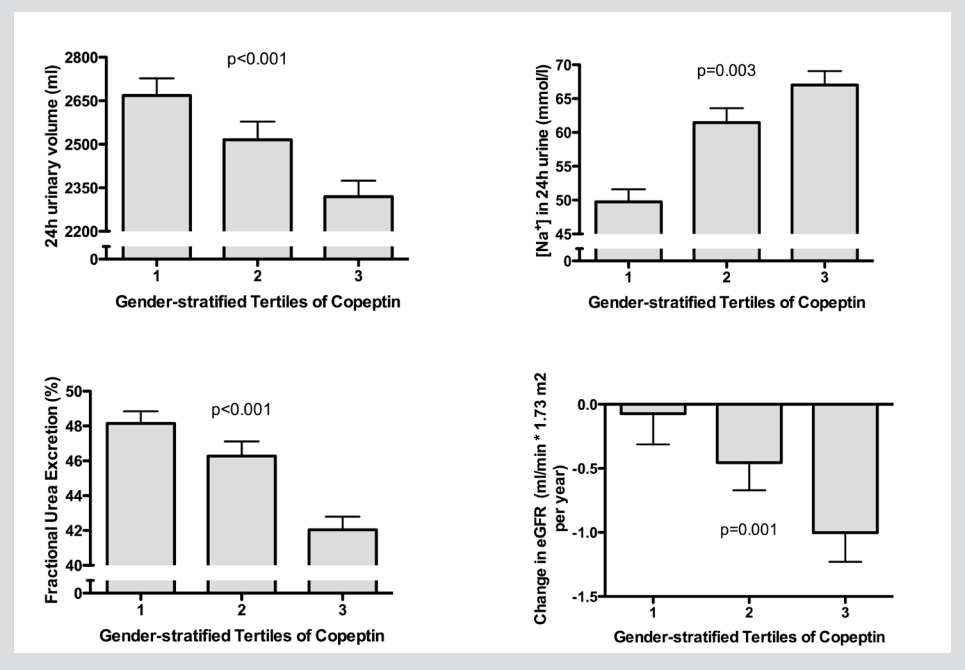 24h urinary volume (ml)
2800
2650
2500
2350
2200
0
p<0.001
1 2 3
Gender-stratified Tertiles of Copeptin
[Na⁺] in 24h urine (mmol/l)
70
65
60
55
50
45
0
p=0.003
1 2 3
Gender-stratified Tertiles of Copeptin
Fractional Urea Excretion (%)
50
48
46
44
42
40
0
p<0.001
1 2 3
Gender-stratified Tertiles of Copeptin
Change in eGFR (ml/min * 1.73 m2
per year)
0.0
-0.5
-1.0
-1.5
p=0.001
1 2 3
Gender-stratified Tertiles of Copeptin